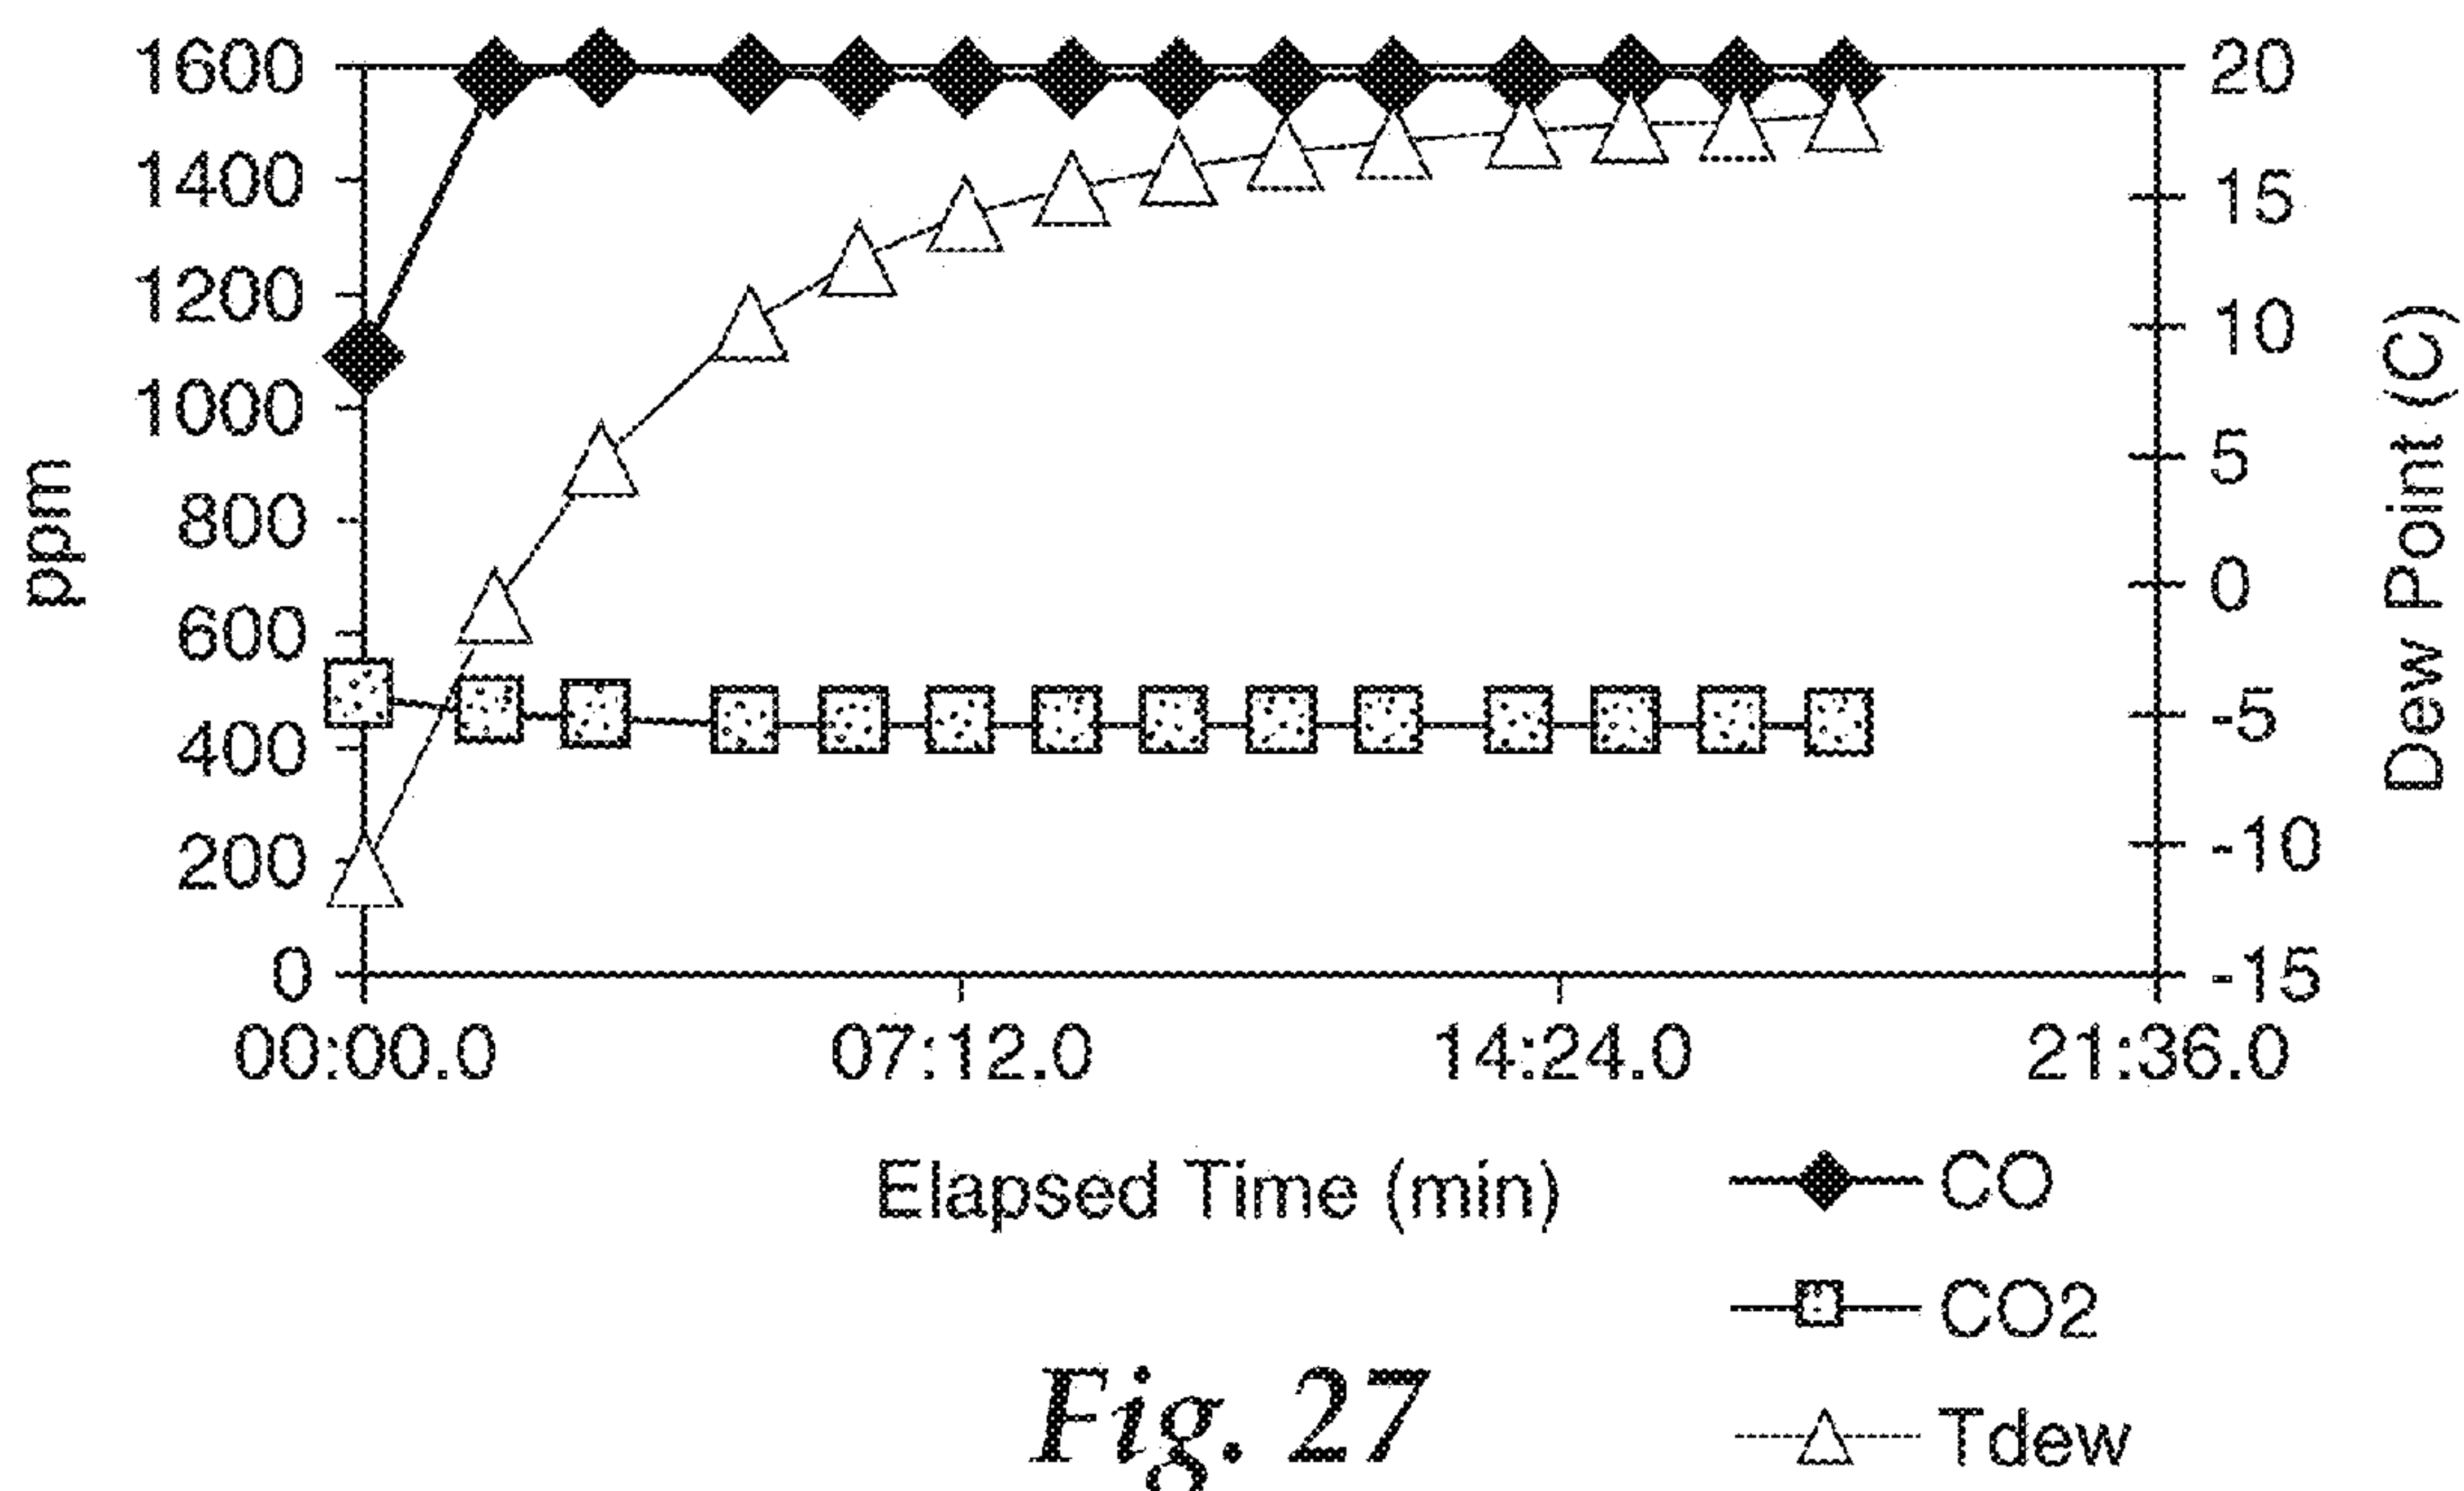 1600
1400
1200
1000
800
600
400
200
0
ppm
20
15
10
5
0
-5
-10
-15
Dew Point (C)
00:00.0 07:12.0 14:24.0 21:36.0
Elapsed Time (min)
CO
CO2
Tdew
Fig. 27